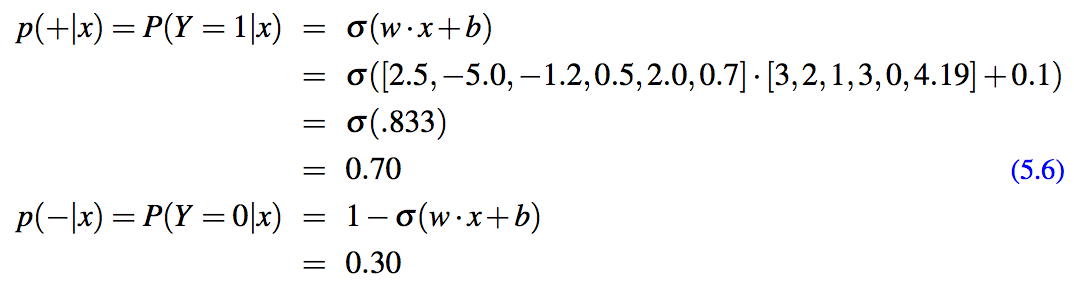 p(+|x) = P(Y = 1|x) = σ(w · x + b)
= σ([2.5, −5.0, −1.2, 0.5, 2.0, 0.7] · [3, 2, 1, 3, 0, 4.19] + 0.1)
= σ(.833)
= 0.70 (5.6)
p(−|x) = P(Y = 0|x) = 1 − σ(w · x + b)
= 0.30